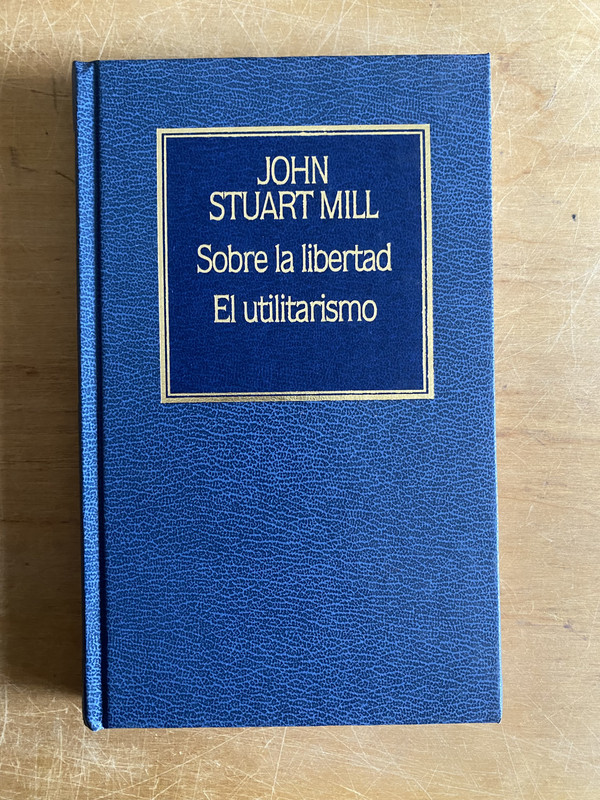 JOHN
STUART MILL
Sobre la libertad
El utilitarismo